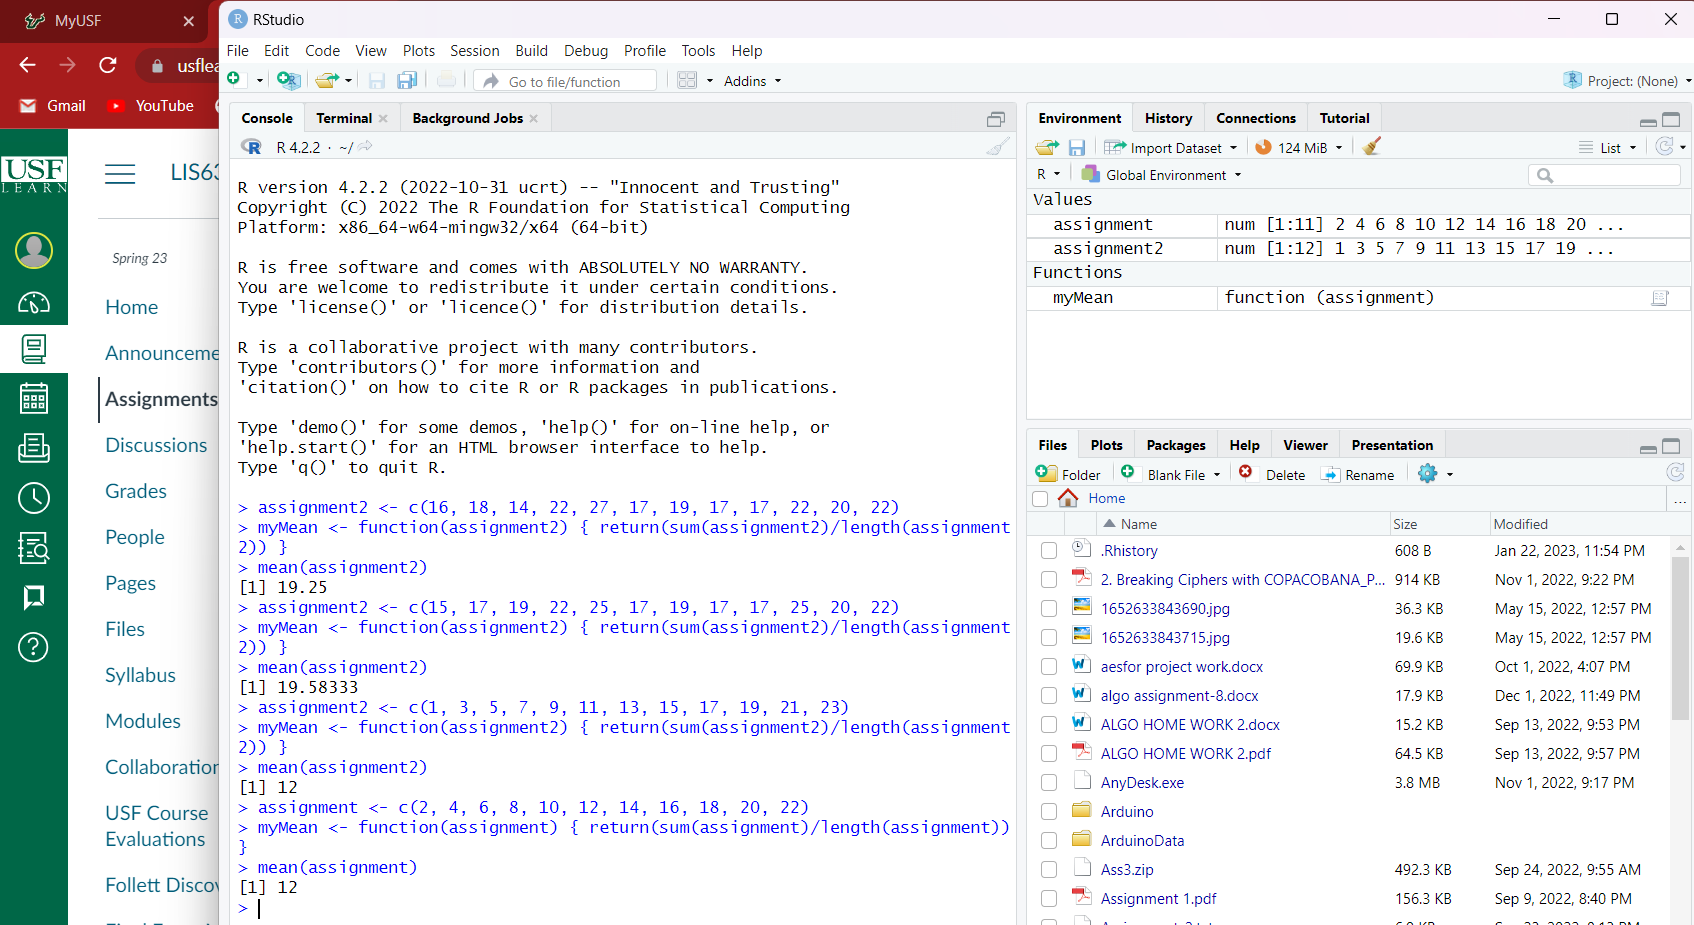 MyUSF
RStudio
File Edit Code View Plots Session Build Debug Profile Tools Help
usflea
Go to file/function
Addins
Project: (None)
Gmail
YouTube
USF
LEARN
LIS63
Spring 23
Home
Announceme
Assignments
Discussions
Grades
People
Pages
Files
Syllabus
Modules
Collaboration
USF Course
Evaluations
Follett Discov
Console Terminal Background Jobs
R 4.2.2 · ~/
R version 4.2.2 (2022-10-31 ucrt) -- "Innocent and Trusting"
Copyright (C) 2022 The R Foundation for Statistical Computing
Platform: x86_64-w64-mingw32/x64 (64-bit)
R is free software and comes with ABSOLUTELY NO WARRANTY.
You are welcome to redistribute it under certain conditions.
Type 'license()' or 'licence()' for distribution details.
R is a collaborative project with many contributors.
Type 'contributors()' for more information and
'citation()' on how to cite R or R packages in publications.
Type 'demo()' for some demos, 'help()' for on-line help, or
'help.start()' for an HTML browser interface to help.
Type 'q()' to quit R.
> assignment2 <- c(16, 18, 14, 22, 27, 17, 19, 17, 17, 22, 20, 22)
> myMean <- function(assignment2) { return(sum(assignment2)/length(assignment
2)) }
> mean(assignment2)
[1] 19.25
> assignment2 <- c(15, 17, 19, 22, 25, 17, 19, 17, 17, 25, 20, 22)
> myMean <- function(assignment2) { return(sum(assignment2)/length(assignment
2)) }
> mean(assignment2)
[1] 19.58333
> assignment2 <- c(1, 3, 5, 7, 9, 11, 13, 15, 17, 19, 21, 23)
> myMean <- function(assignment2) { return(sum(assignment2)/length(assignment
2)) }
> mean(assignment2)
[1] 12
> assignment <- c(2, 4, 6, 8, 10, 12, 14, 16, 18, 20, 22)
> myMean <- function(assignment) { return(sum(assignment)/length(assignment))
}
> mean(assignment)
[1] 12
>
Environment History Connections Tutorial
Import Dataset 124 MiB List
R Global Environment
Values
assignment num [1:11] 2 4 6 8 10 12 14 16 18 20 ...
assignment2 num [1:12] 1 3 5 7 9 11 13 15 17 19 ...
Functions
myMean function (assignment)
Files Plots Packages Help Viewer Presentation
Folder Blank File Delete Rename
Home ...
Name Size Modified
.Rhistory 608 B Jan 22, 2023, 11:54 PM
2. Breaking Ciphers with COPACOBANA_P... 914 KB Nov 1, 2022, 9:22 PM
1652633843690.jpg 36.3 KB May 15, 2022, 12:57 PM
1652633843715.jpg 19.6 KB May 15, 2022, 12:57 PM
aesfor project work.docx 69.9 KB Oct 1, 2022, 4:07 PM
algo assignment-8.docx 17.9 KB Dec 1, 2022, 11:49 PM
ALGO HOME WORK 2.docx 15.2 KB Sep 13, 2022, 9:53 PM
ALGO HOME WORK 2.pdf 64.5 KB Sep 13, 2022, 9:57 PM
AnyDesk.exe 3.8 MB Nov 1, 2022, 9:17 PM
Arduino
ArduinoData
Ass3.zip 492.3 KB Sep 24, 2022, 9:55 AM
Assignment 1.pdf 156.3 KB Sep 9, 2022, 8:40 PM